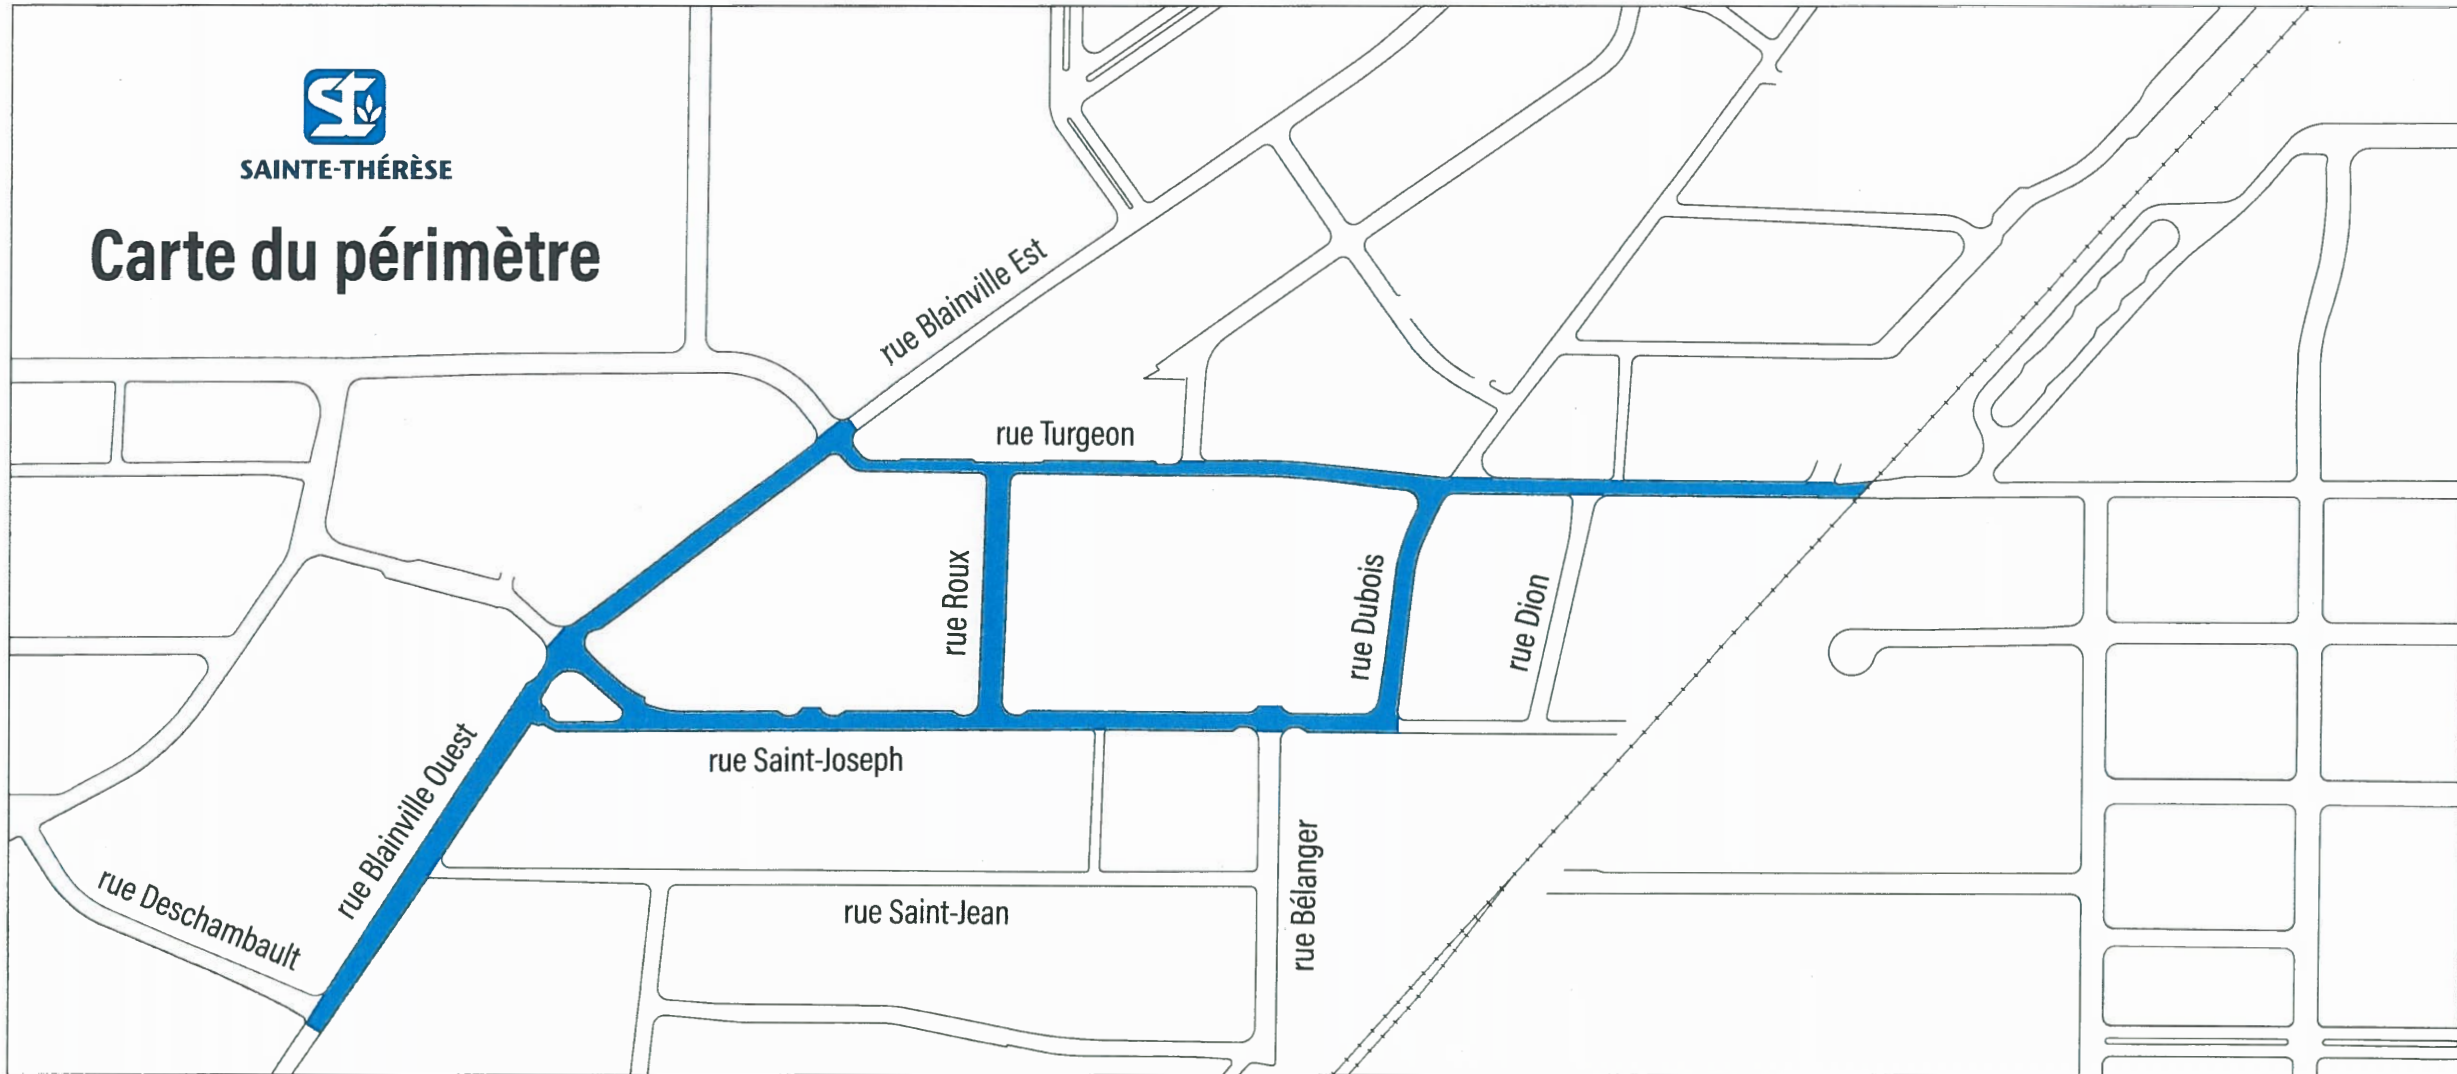 SAINTE-THÉRÈSE
Carte du périmètre
rue Blainville Est
rue Turgeon
rue Roux
rue Dubois
rue Dion
rue Saint-Joseph
rue Blainville Ouest
rue Deschambault
rue Saint-Jean
rue Bélanger